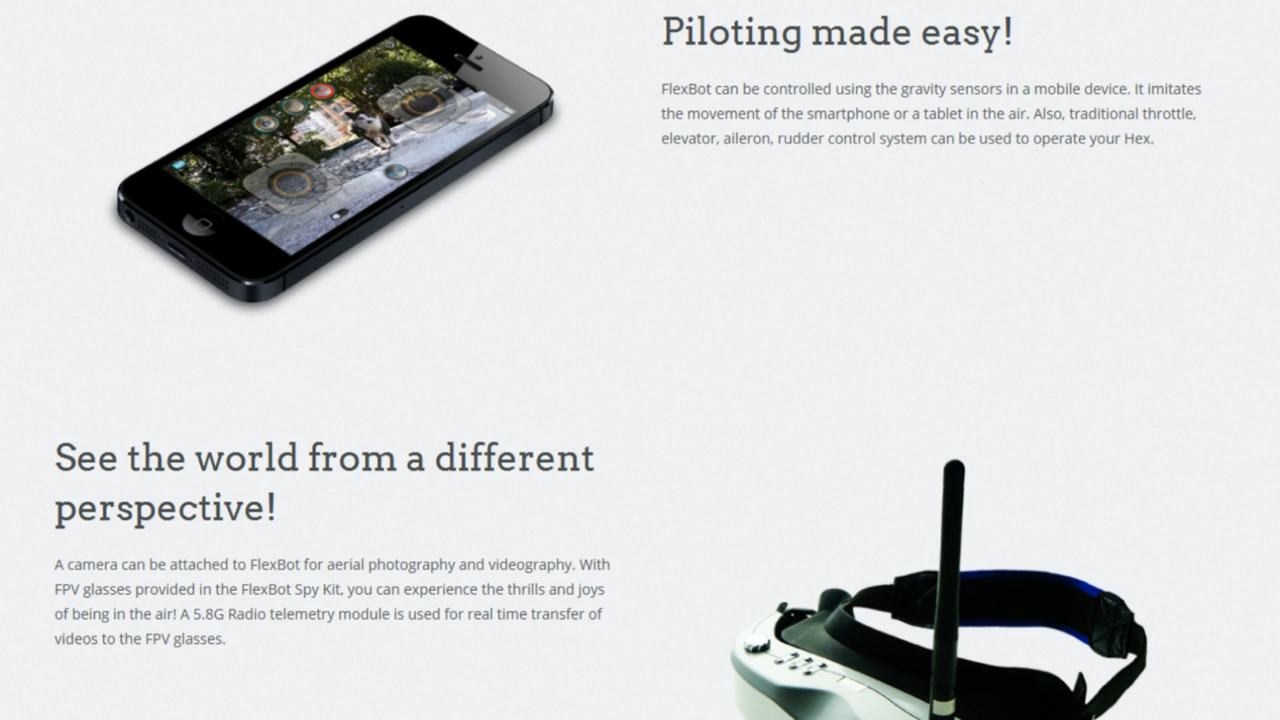 Piloting made easy!
FlexBot can be controlled using the gravity sensors in a mobile device. It imitates
the movement of the smartphone or a tablet in the air. Also, traditional throttle,
elevator, aileron, rudder control system can be used to operate your Hex.
See the world from a different
perspective!
A camera can be attached to FlexBot for aerial photography and videography. With
FPV glasses provided in the FlexBot Spy Kit, you can experience the thrills and joys
of being in the air! A 5.8G Radio telemetry module is used for real time transfer of
videos to the FPV glasses.